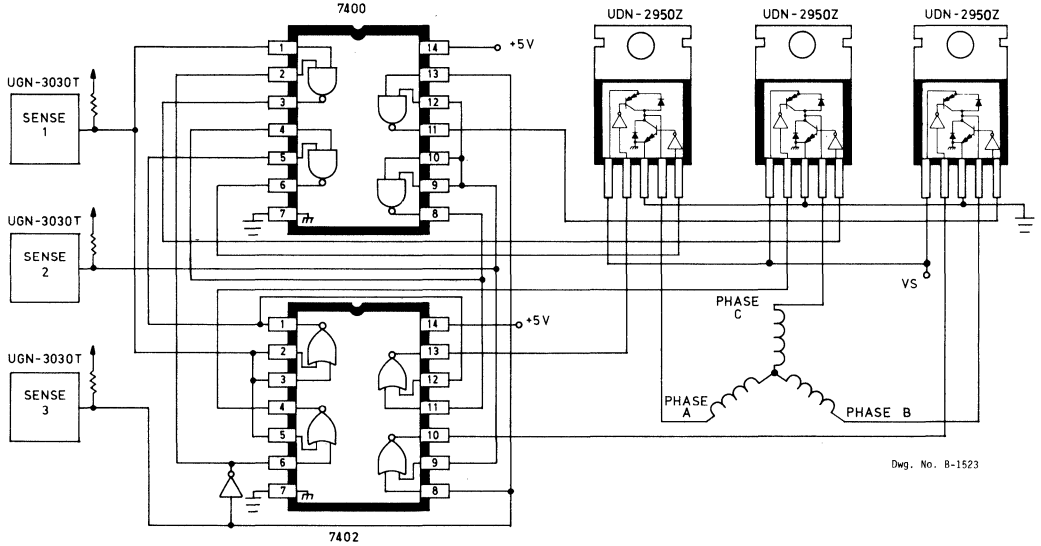 7400
UDN-2950Z
UDN-2950Z
UDN-2950Z
1
14
+5V
2
13
UGN-3030T
SENSE
1
3
12
4
11
5
10
6
9
7
8
UGN-3030T
SENSE
2
VS
PHASE
C
1
14
+5V
2
13
UGN-3030T
SENSE
3
3
12
4
11
PHASE
A
PHASE B
5
10
6
9
7
8
Dwg. No. B-1523
7402